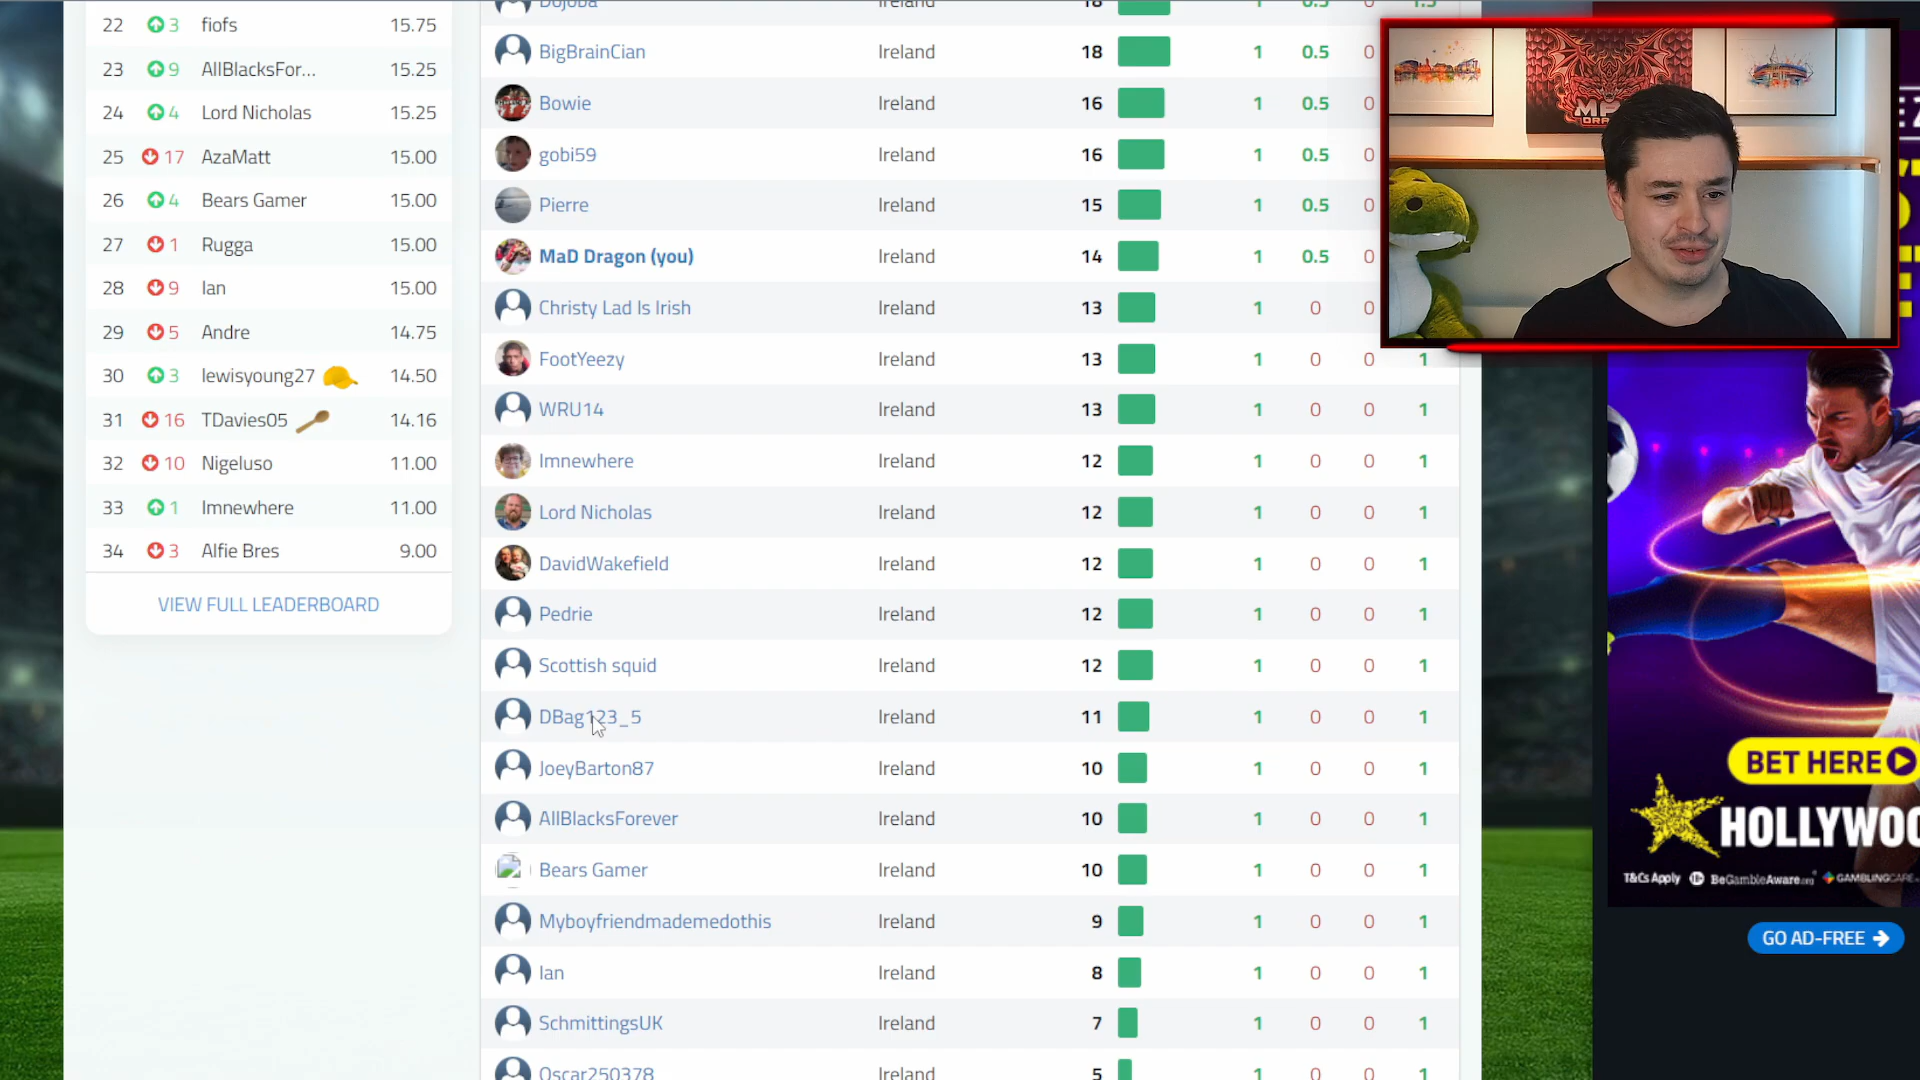 22 3 fiofs 15.75
23 9 AllBlacksFor... 15.25
24 4 Lord Nicholas 15.25
25 17 AzaMatt 15.00
26 4 Bears Gamer 15.00
27 1 Rugga 15.00
28 9 Ian 15.00
29 5 Andre 14.75
30 3 lewisyoung27 14.50
31 16 TDavies05 14.16
32 10 Nigeluso 11.00
33 1 Imnewhere 11.00
34 3 Alfie Bres 9.00
VIEW FULL LEADERBOARD
Dojoba 18 1 0.5 0 1.5
BigBrainCian Ireland 18 1 0.5 0
Bowie Ireland 16 1 0.5 0
gobi59 Ireland 16 1 0.5 0
Pierre Ireland 15 1 0.5 0
MaD Dragon (you) Ireland 14 1 0.5 0
Christy Lad Is Irish Ireland 13 1 0 0
FootYeezy Ireland 13 1 0 0 1
WRU14 Ireland 13 1 0 0 1
Imnewhere Ireland 12 1 0 0 1
Lord Nicholas Ireland 12 1 0 0 1
DavidWakefield Ireland 12 1 0 0 1
Pedrie Ireland 12 1 0 0 1
Scottish squid Ireland 12 1 0 0 1
DBag123_5 Ireland 11 1 0 0 1
JoeyBarton87 Ireland 10 1 0 0 1
AllBlacksForever Ireland 10 1 0 0 1
Bears Gamer Ireland 10 1 0 0 1
Myboyfriendmademedothis Ireland 9 1 0 0 1
Ian Ireland 8 1 0 0 1
SchmittingsUK Ireland 7 1 0 0 1
Oscar250378 Ireland 5 1 0 0 1
BET HERE
HOLLYWOO
T&Cs Apply 18 BeGambleAware.org GAMBLINGCARE
GO AD-FREE